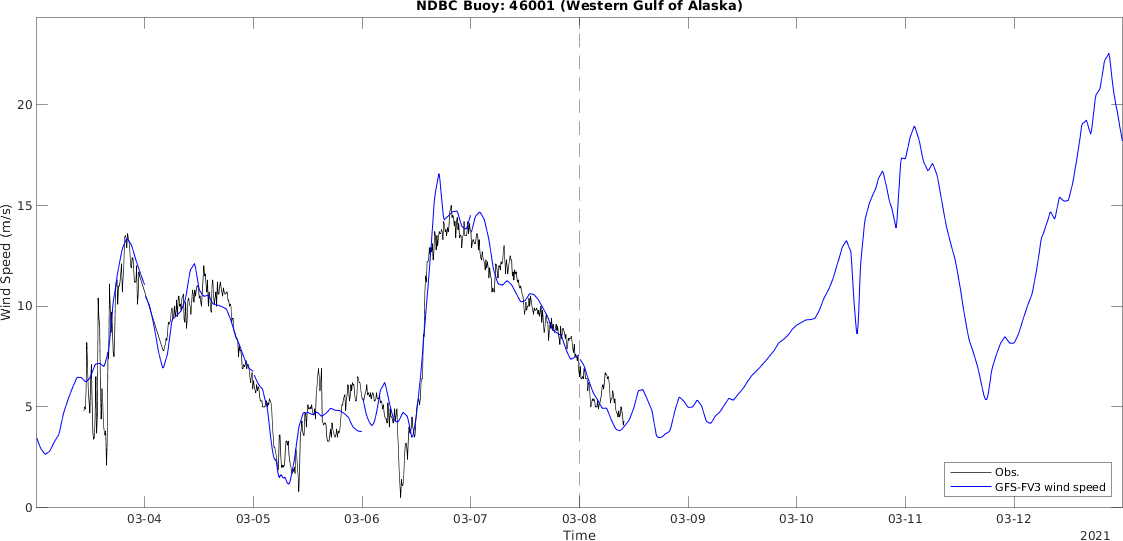 NDBC Buoy: 46001 (Western Gulf of Alaska)
20
15
10
5
0
Wind Speed (m/s)
03-04 03-05 03-06 03-07 03-08 03-09 03-10 03-11 03-12
Time
2021
Obs.
GFS-FV3 wind speed